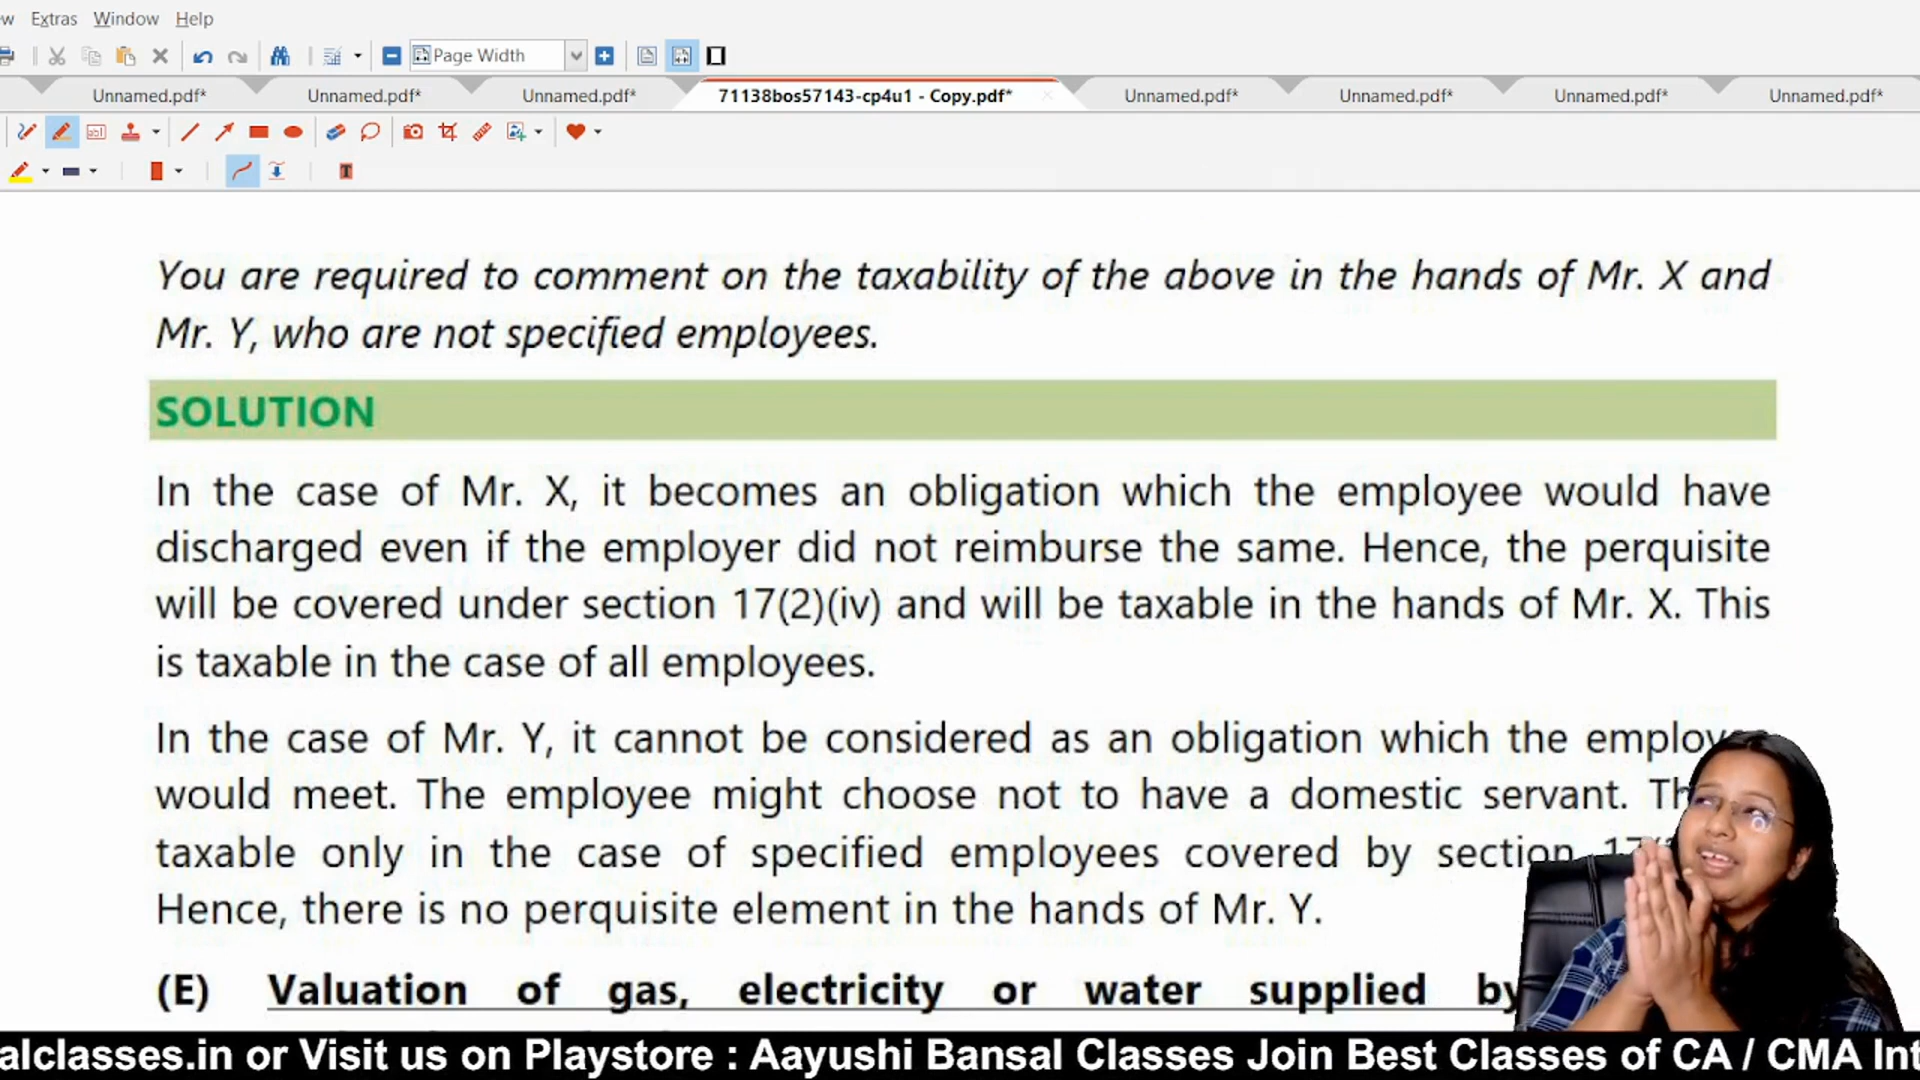 Extras Window Help
Page Width
Unnamed.pdf* Unnamed.pdf* Unnamed.pdf* 71138bos57143-cp4u1 - Copy.pdf* Unnamed.pdf* Unnamed.pdf* Unnamed.pdf* Unnamed.pdf*
You are required to comment on the taxability of the above in the hands of Mr. X and
Mr. Y, who are not specified employees.
SOLUTION
In the case of Mr. X, it becomes an obligation which the employee would have
discharged even if the employer did not reimburse the same. Hence, the perquisite
will be covered under section 17(2)(iv) and will be taxable in the hands of Mr. X. This
is taxable in the case of all employees.
In the case of Mr. Y, it cannot be considered as an obligation which the
would meet. The employee might choose not to have a domestic servant.
taxable only in the case of specified employees covered by section
Hence, there is no perquisite element in the hands of Mr. Y.
(E) Valuation of gas, electricity or water supplied by
alclasses.in or Visit us on Playstore : Aayushi Bansal Classes Join Best Classes of CA / CMA Int